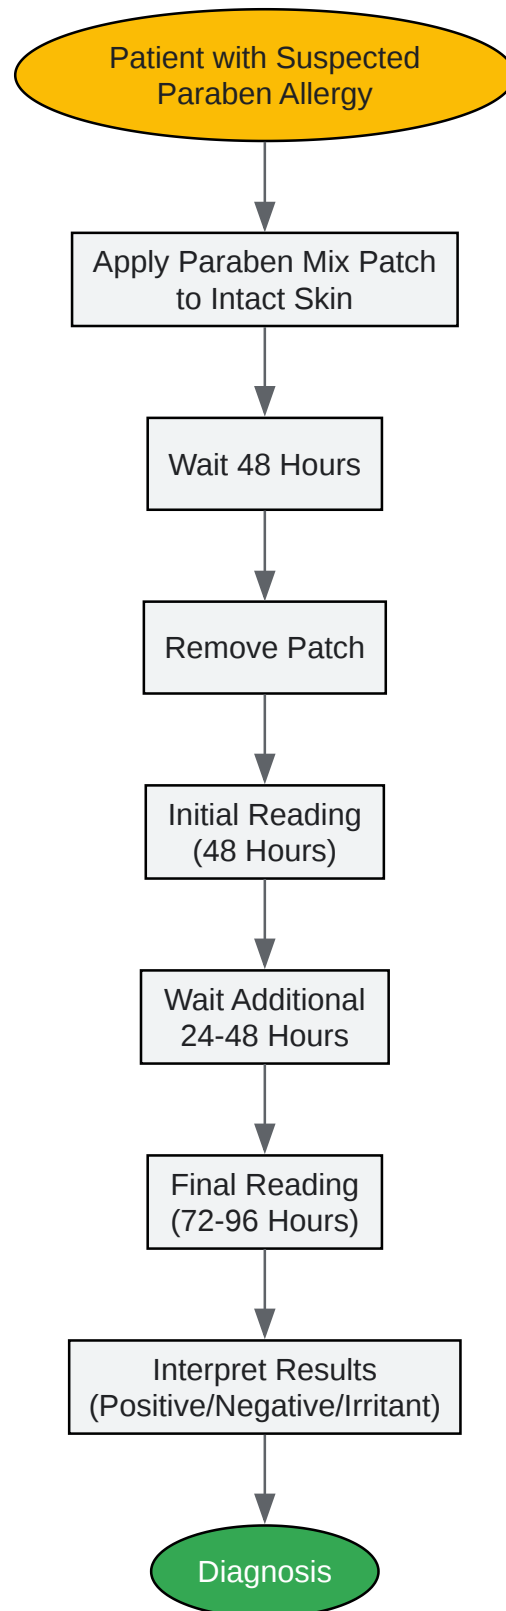 Patient with Suspected
Paraben Allergy
Apply Paraben Mix Patch
to Intact Skin
Wait 48 Hours
Remove Patch
Initial Reading
(48 Hours)
Wait Additional
24-48 Hours
Final Reading
(72-96 Hours)
Interpret Results
(Positive/Negative/Irritant)
Diagnosis